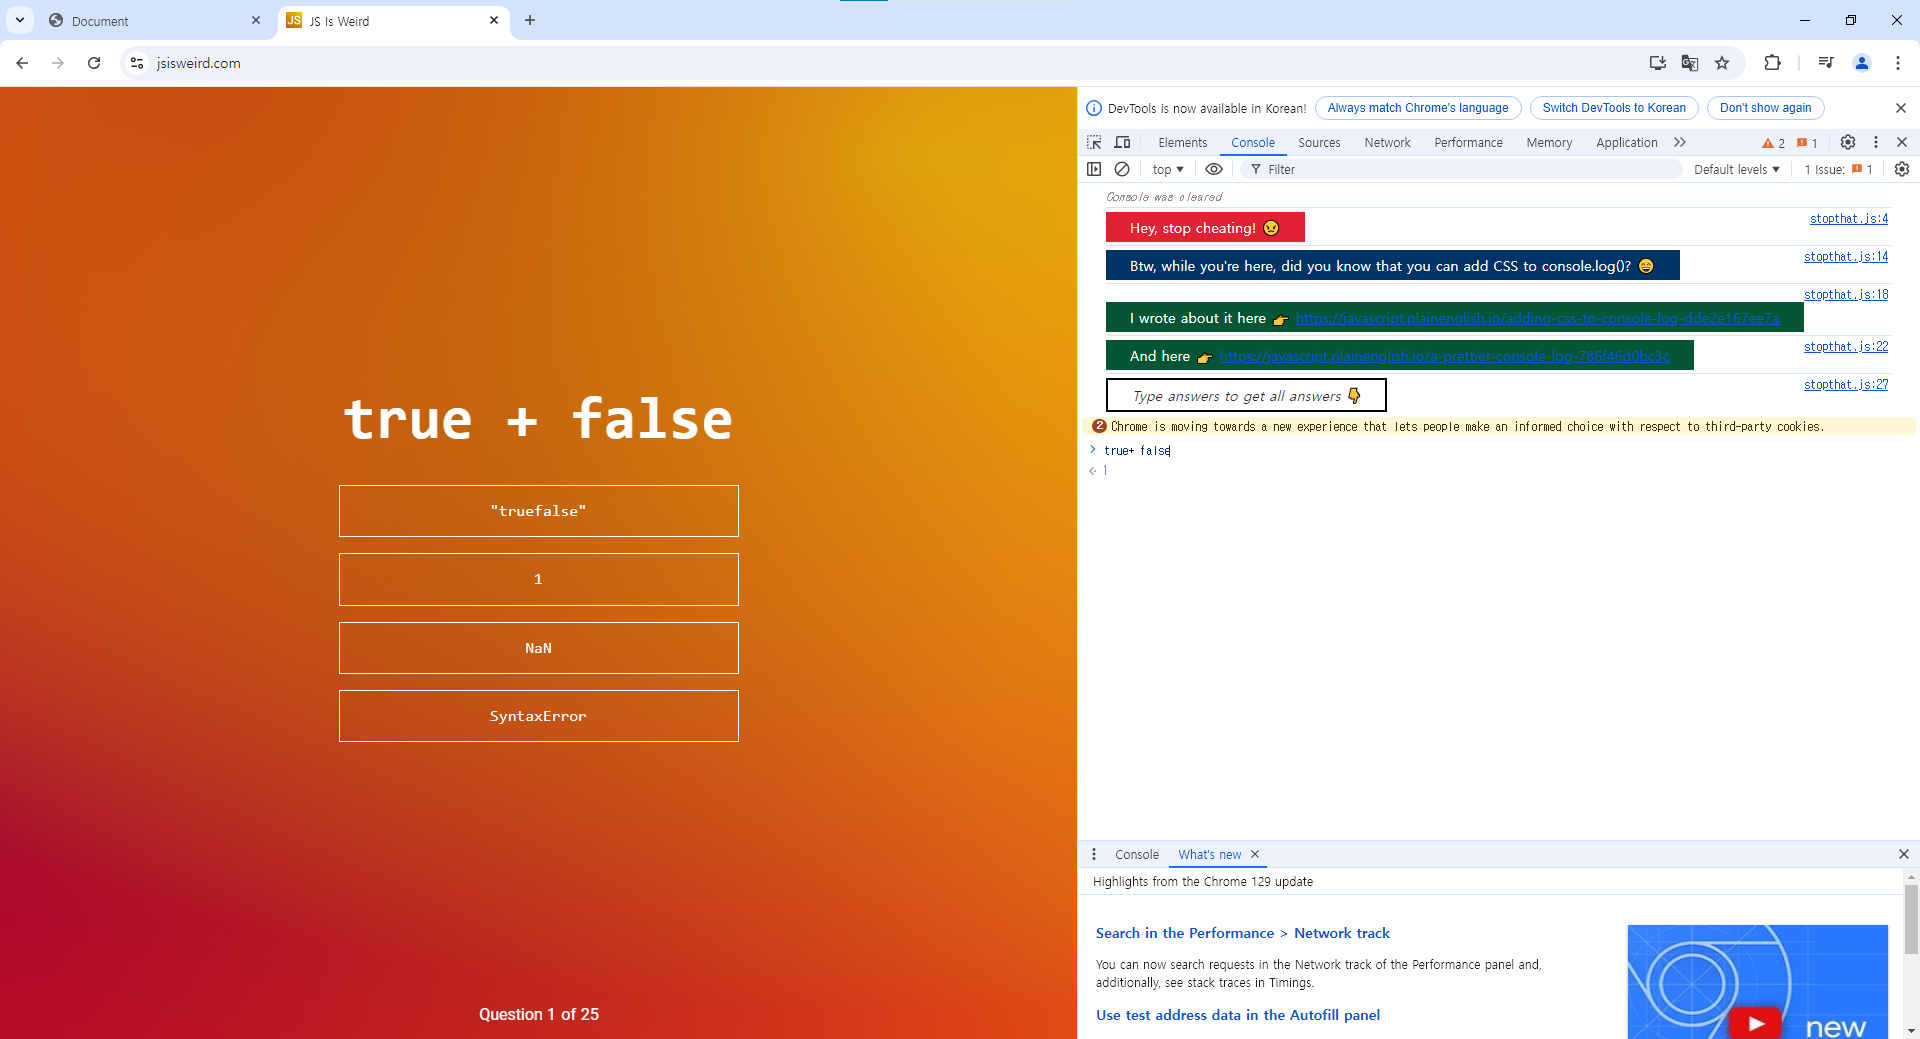 Document
JS Is Weird
jsisweird.com
true + false
"truefalse"
1
NaN
SyntaxError
Question 1 of 25
DevTools is now available in Korean!
Always match Chrome's language
Switch DevTools to Korean
Don't show again
Elements
Console
Sources
Network
Performance
Memory
Application
2
1
top
Filter
Default levels
1 Issue:
1
Console was cleared
Hey, stop cheating! 😠
stopthat.js:4
Btw, while you're here, did you know that you can add CSS to console.log()? 😄
stopthat.js:14
stopthat.js:18
I wrote about it here 👉 https://javascript.plainenglish.io/adding-css-to-console-log-dde2e167ee7a
And here 👉 https://javascript.plainenglish.io/a-prettier-console-log-786f46d0bc3c
stopthat.js:22
Type answers to get all answers 👇
stopthat.js:27
2 Chrome is moving towards a new experience that lets people make an informed choice with respect to third-party cookies.
true+ false
1
Console
What's new
Highlights from the Chrome 129 update
Search in the Performance > Network track
You can now search requests in the Network track of the Performance panel and,
additionally, see stack traces in Timings.
Use test address data in the Autofill panel
new